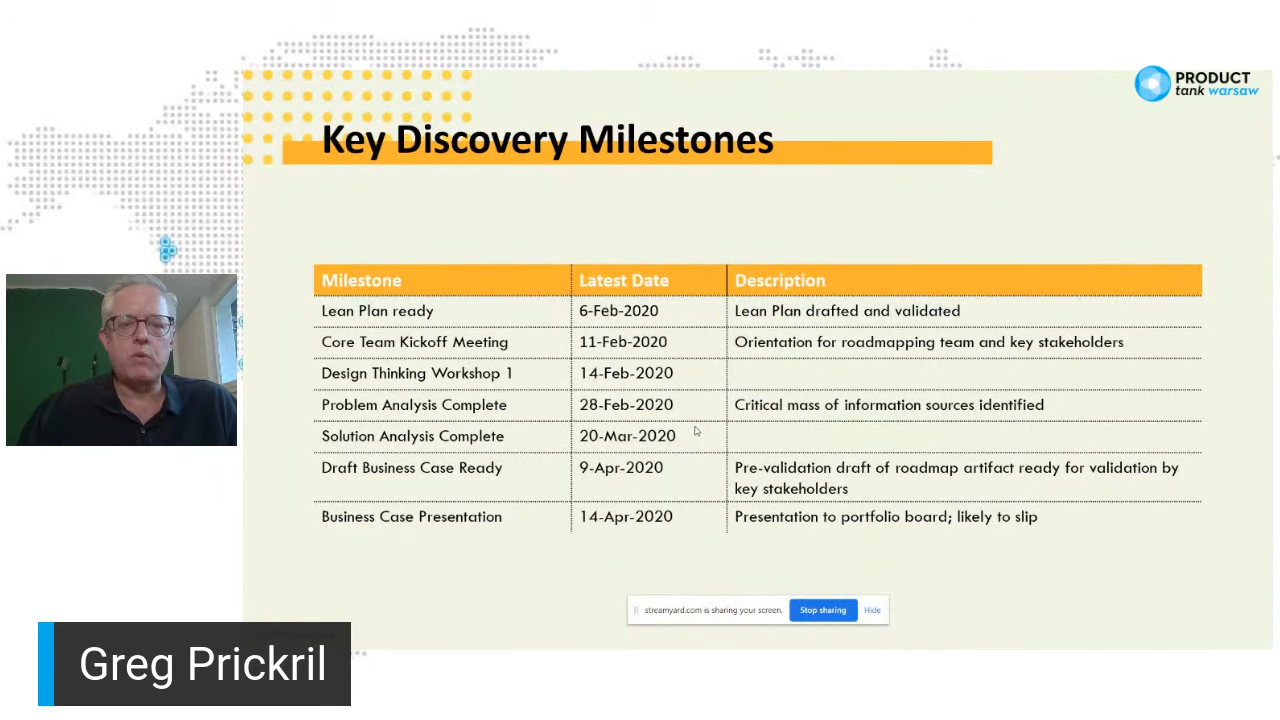 PRODUCT
tank warsaw
Key Discovery Milestones
Milestone Latest Date Description
Lean Plan ready 6-Feb-2020 Lean Plan drafted and validated
Core Team Kickoff Meeting 11-Feb-2020 Orientation for roadmapping team and key stakeholders
Design Thinking Workshop 1 14-Feb-2020
Problem Analysis Complete 28-Feb-2020 Critical mass of information sources identified
Solution Analysis Complete 20-Mar-2020
Draft Business Case Ready 9-Apr-2020 Pre-validation draft of roadmap artifact ready for validation by
key stakeholders
Business Case Presentation 14-Apr-2020 Presentation to portfolio board; likely to slip
streamyard.com is sharing your screen. Stop sharing Hide
Greg Prickril